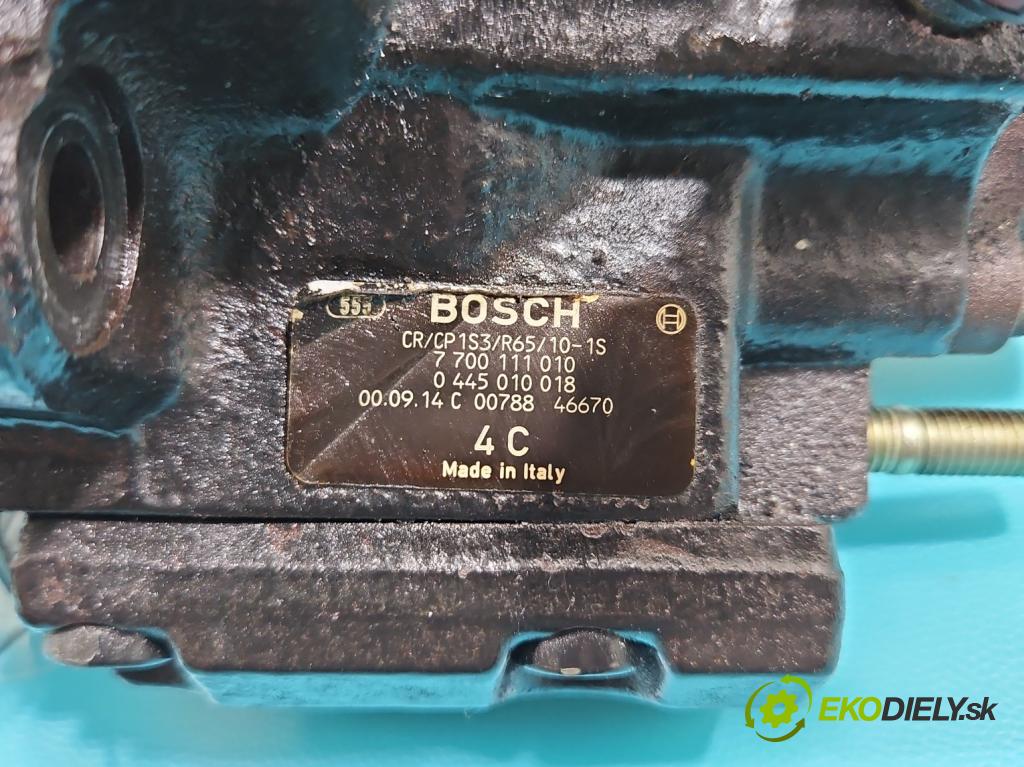 555 BOSCH
CR/CP1S3/R65/10-1S
7 700 111 010
0 445 010 018
00.09.14 C 00788 46670
4 C
Made in Italy
EKODIELY.sk